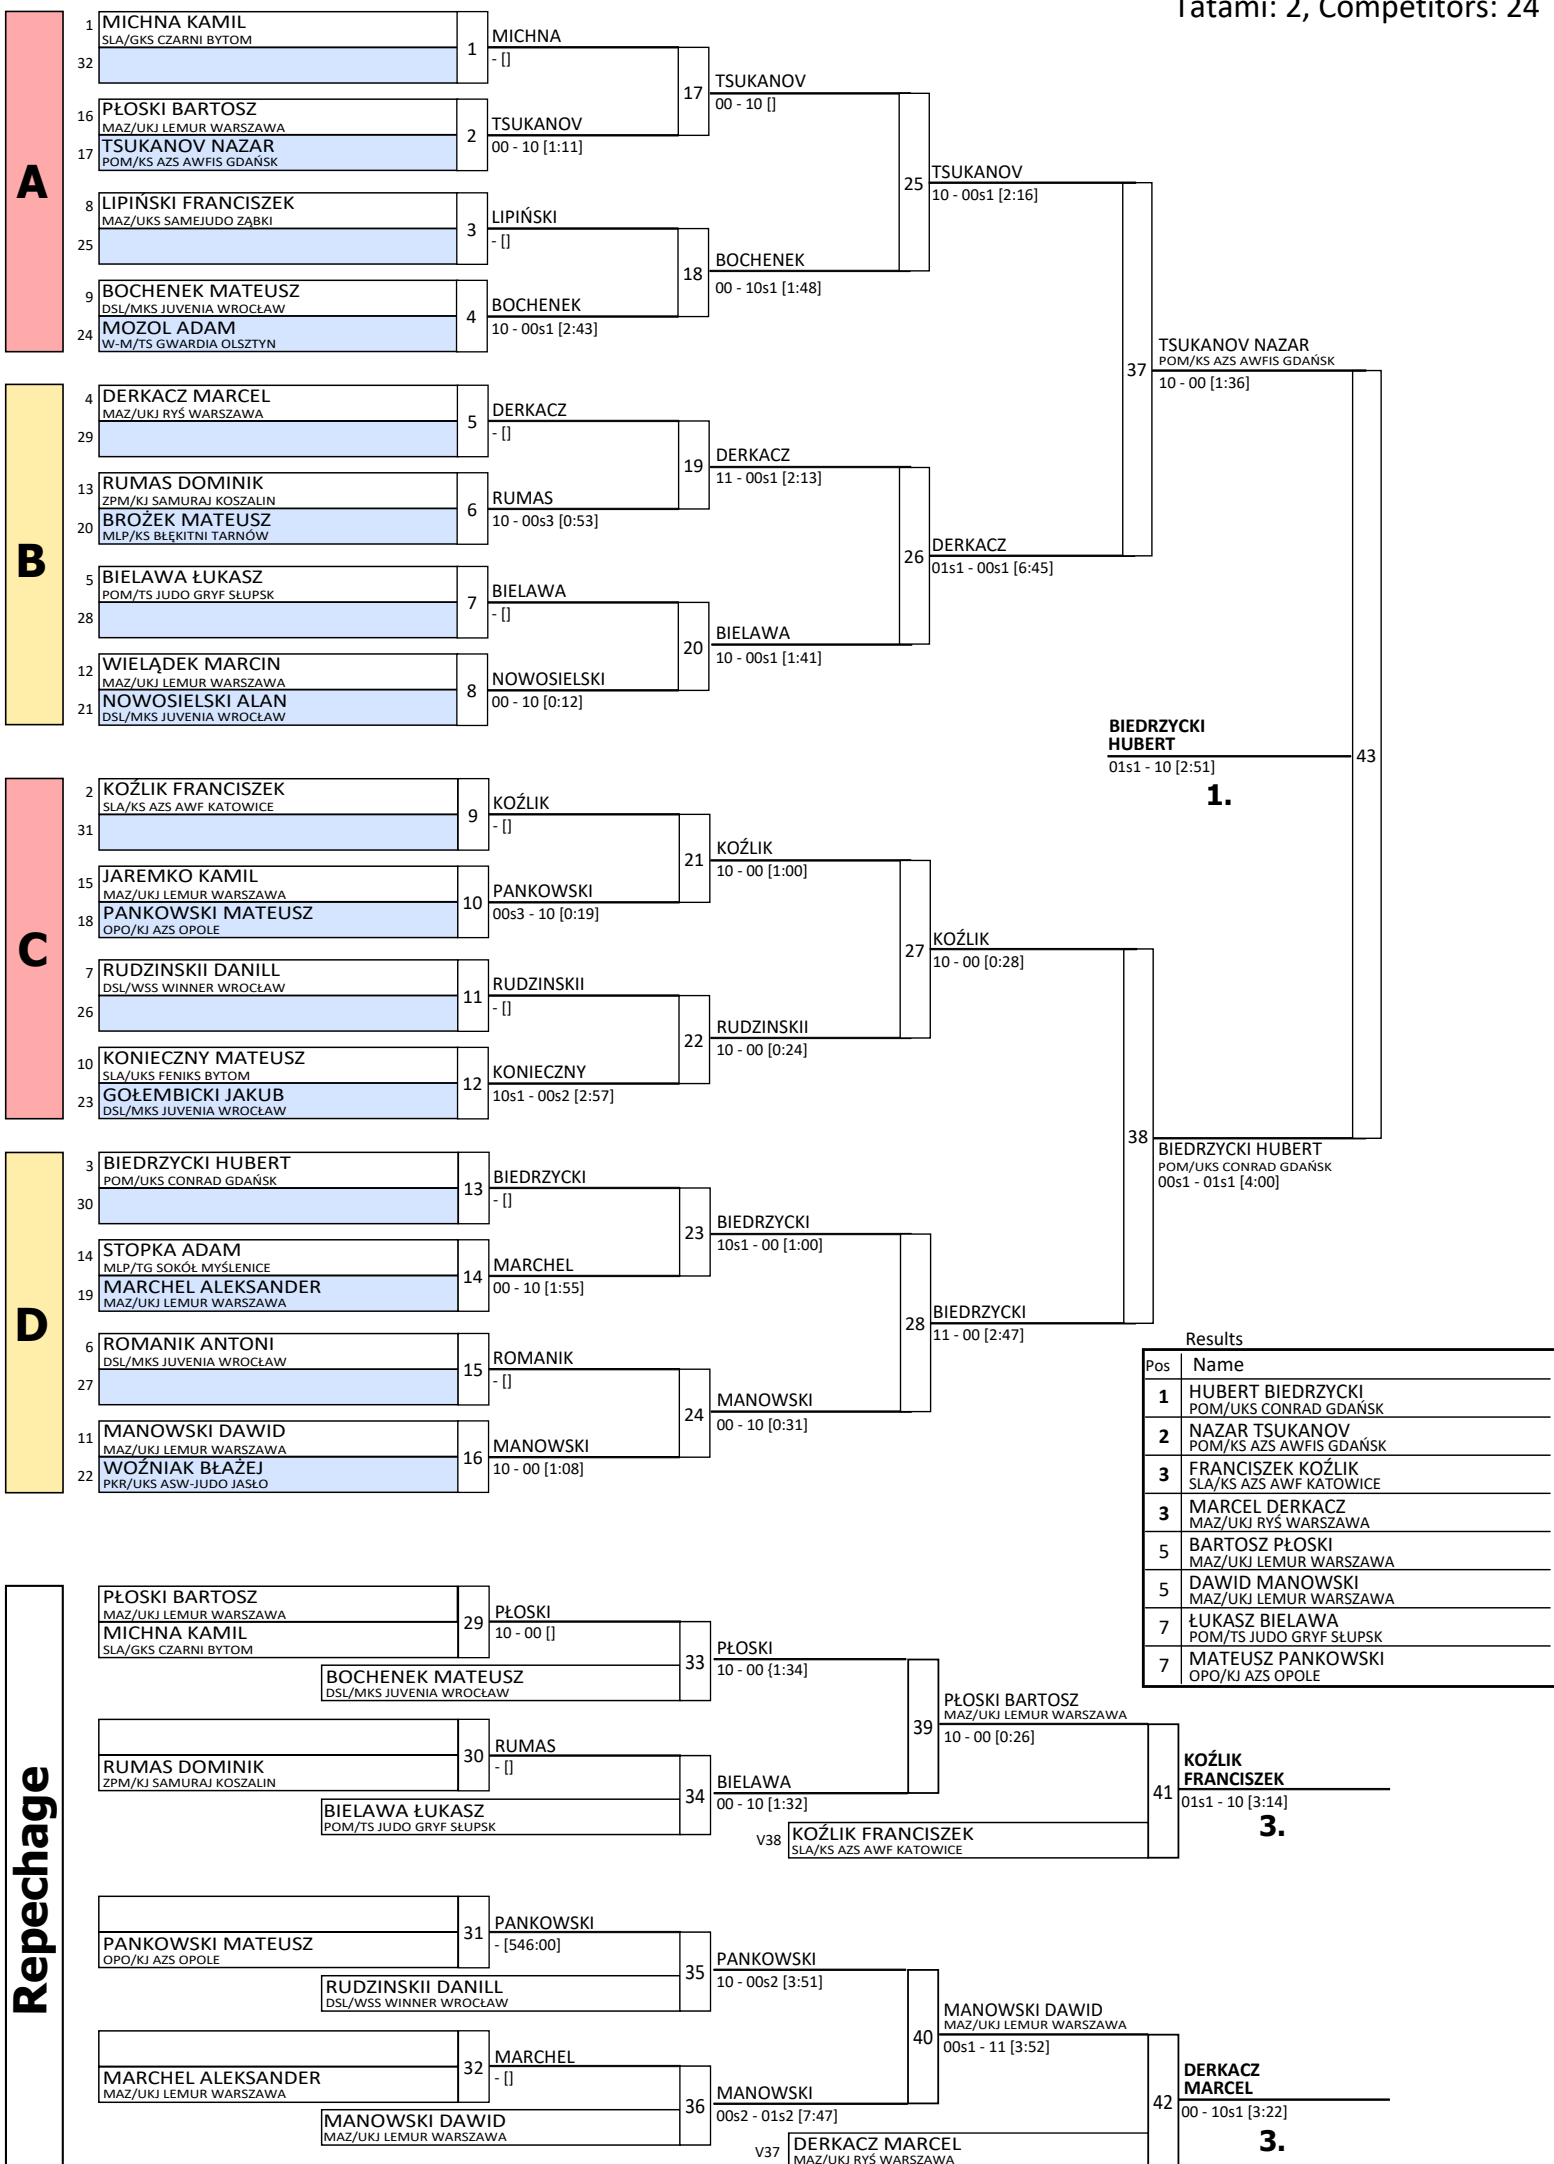 Tatami: 2, Competitors: 24
A
1 MICHNA KAMIL
SLA/GKS CZARNI BYTOM
32
1
MICHNA
- []
16 PŁOSKI BARTOSZ
MAZ/UKJ LEMUR WARSZAWA
17 TSUKANOV NAZAR
POM/KS AZS AWFIS GDAŃSK
2
TSUKANOV
00 - 10 [1:11]
17
TSUKANOV
00 - 10 []
8 LIPIŃSKI FRANCISZEK
MAZ/UKS SAMEJUDO ZĄBKI
25
3
LIPIŃSKI
- []
9 BOCHENEK MATEUSZ
DSL/MKS JUVENIA WROCŁAW
24 MOZOL ADAM
W-M/TS GWARDIA OLSZTYN
4
BOCHENEK
10 - 00s1 [2:43]
18
BOCHENEK
00 - 10s1 [1:48]
25
TSUKANOV
10 - 00s1 [2:16]
B
4 DERKACZ MARCEL
MAZ/UKJ RYŚ WARSZAWA
29
5
DERKACZ
- []
13 RUMAS DOMINIK
ZPM/KJ SAMURAJ KOSZALIN
20 BROŻEK MATEUSZ
MLP/KS BŁĘKITNI TARNÓW
6
RUMAS
10 - 00s3 [0:53]
19
DERKACZ
11 - 00s1 [2:13]
5 BIELAWA ŁUKASZ
POM/TS JUDO GRYF SŁUPSK
28
7
BIELAWA
- []
12 WIELĄDEK MARCIN
MAZ/UKJ LEMUR WARSZAWA
21 NOWOSIELSKI ALAN
DSL/MKS JUVENIA WROCŁAW
8
NOWOSIELSKI
00 - 10 [0:12]
20
BIELAWA
10 - 00s1 [1:41]
26
DERKACZ
01s1 - 00s1 [6:45]
37
TSUKANOV NAZAR
POM/KS AZS AWFIS GDAŃSK
10 - 00 [1:36]
BIEDRZYCKI
HUBERT
01s1 - 10 [2:51]
1.
43
C
2 KOŹLIK FRANCISZEK
SLA/KS AZS AWF KATOWICE
31
9
KOŹLIK
- []
15 JAREMKO KAMIL
MAZ/UKJ LEMUR WARSZAWA
18 PANKOWSKI MATEUSZ
OPO/KJ AZS OPOLE
10
PANKOWSKI
00s3 - 10 [0:19]
21
KOŹLIK
10 - 00 [1:00]
7 RUDZINSKII DANILL
DSL/WSS WINNER WROCŁAW
26
11
RUDZINSKII
- []
10 KONIECZNY MATEUSZ
SLA/UKS FENIKS BYTOM
23 GOŁEMBICKI JAKUB
DSL/MKS JUVENIA WROCŁAW
12
KONIECZNY
10s1 - 00s2 [2:57]
22
RUDZINSKII
10 - 00 [0:24]
27
KOŹLIK
10 - 00 [0:28]
D
3 BIEDRZYCKI HUBERT
POM/UKS CONRAD GDAŃSK
30
13
BIEDRZYCKI
- []
14 STOPKA ADAM
MLP/TG SOKÓŁ MYŚLENICE
19 MARCHEL ALEKSANDER
MAZ/UKJ LEMUR WARSZAWA
14
MARCHEL
00 - 10 [1:55]
23
BIEDRZYCKI
10s1 - 00 [1:00]
6 ROMANIK ANTONI
DSL/MKS JUVENIA WROCŁAW
27
15
ROMANIK
- []
11 MANOWSKI DAWID
MAZ/UKJ LEMUR WARSZAWA
22 WOŹNIAK BŁAŻEJ
PKR/UKS ASW-JUDO JASŁO
16
MANOWSKI
10 - 00 [1:08]
24
MANOWSKI
00 - 10 [0:31]
28
BIEDRZYCKI
11 - 00 [2:47]
38
BIEDRZYCKI HUBERT
POM/UKS CONRAD GDAŃSK
00s1 - 01s1 [4:00]
Results
Pos Name
1 HUBERT BIEDRZYCKI
POM/UKS CONRAD GDAŃSK
2 NAZAR TSUKANOV
POM/KS AZS AWFIS GDAŃSK
3 FRANCISZEK KOŹLIK
SLA/KS AZS AWF KATOWICE
3 MARCEL DERKACZ
MAZ/UKJ RYŚ WARSZAWA
5 BARTOSZ PŁOSKI
MAZ/UKJ LEMUR WARSZAWA
5 DAWID MANOWSKI
MAZ/UKJ LEMUR WARSZAWA
7 ŁUKASZ BIELAWA
POM/TS JUDO GRYF SŁUPSK
7 MATEUSZ PANKOWSKI
OPO/KJ AZS OPOLE
Repechage
PŁOSKI BARTOSZ
MAZ/UKJ LEMUR WARSZAWA
MICHNA KAMIL
SLA/GKS CZARNI BYTOM
29
PŁOSKI
10 - 00 []
BOCHENEK MATEUSZ
DSL/MKS JUVENIA WROCŁAW
33
PŁOSKI
10 - 00 {1:34]
RUMAS DOMINIK
ZPM/KJ SAMURAJ KOSZALIN
30
RUMAS
- []
BIELAWA ŁUKASZ
POM/TS JUDO GRYF SŁUPSK
34
BIELAWA
00 - 10 [1:32]
39
PŁOSKI BARTOSZ
MAZ/UKJ LEMUR WARSZAWA
10 - 00 [0:26]
V38 KOŹLIK FRANCISZEK
SLA/KS AZS AWF KATOWICE
41
KOŹLIK
FRANCISZEK
01s1 - 10 [3:14]
3.
PANKOWSKI MATEUSZ
OPO/KJ AZS OPOLE
31
PANKOWSKI
- [546:00]
RUDZINSKII DANILL
DSL/WSS WINNER WROCŁAW
35
PANKOWSKI
10 - 00s2 [3:51]
MARCHEL ALEKSANDER
MAZ/UKJ LEMUR WARSZAWA
32
MARCHEL
- []
MANOWSKI DAWID
MAZ/UKJ LEMUR WARSZAWA
36
MANOWSKI
00s2 - 01s2 [7:47]
40
MANOWSKI DAWID
MAZ/UKJ LEMUR WARSZAWA
00s1 - 11 [3:52]
V37 DERKACZ MARCEL
MAZ/UKJ RYŚ WARSZAWA
42
DERKACZ
MARCEL
00 - 10s1 [3:22]
3.